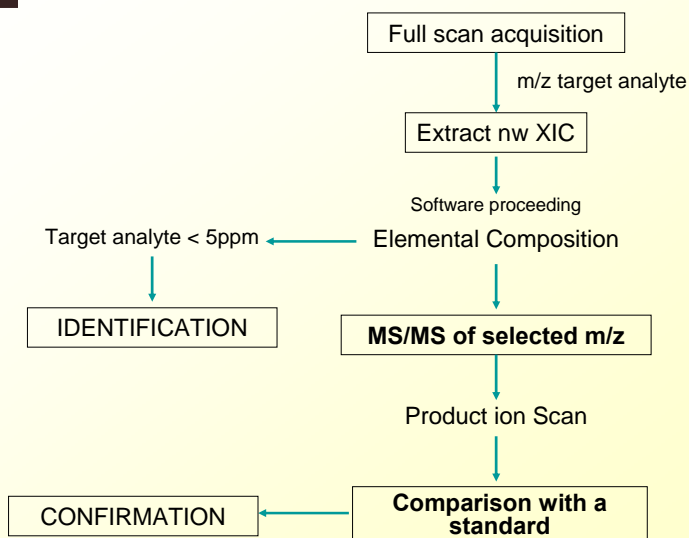 Full scan acquisition
m/z target analyte
Extract nw XIC
Software proceeding
Target analyte < 5ppm
Elemental Composition
IDENTIFICATION
MS/MS of selected m/z
Product ion Scan
Comparison with a
standard
CONFIRMATION